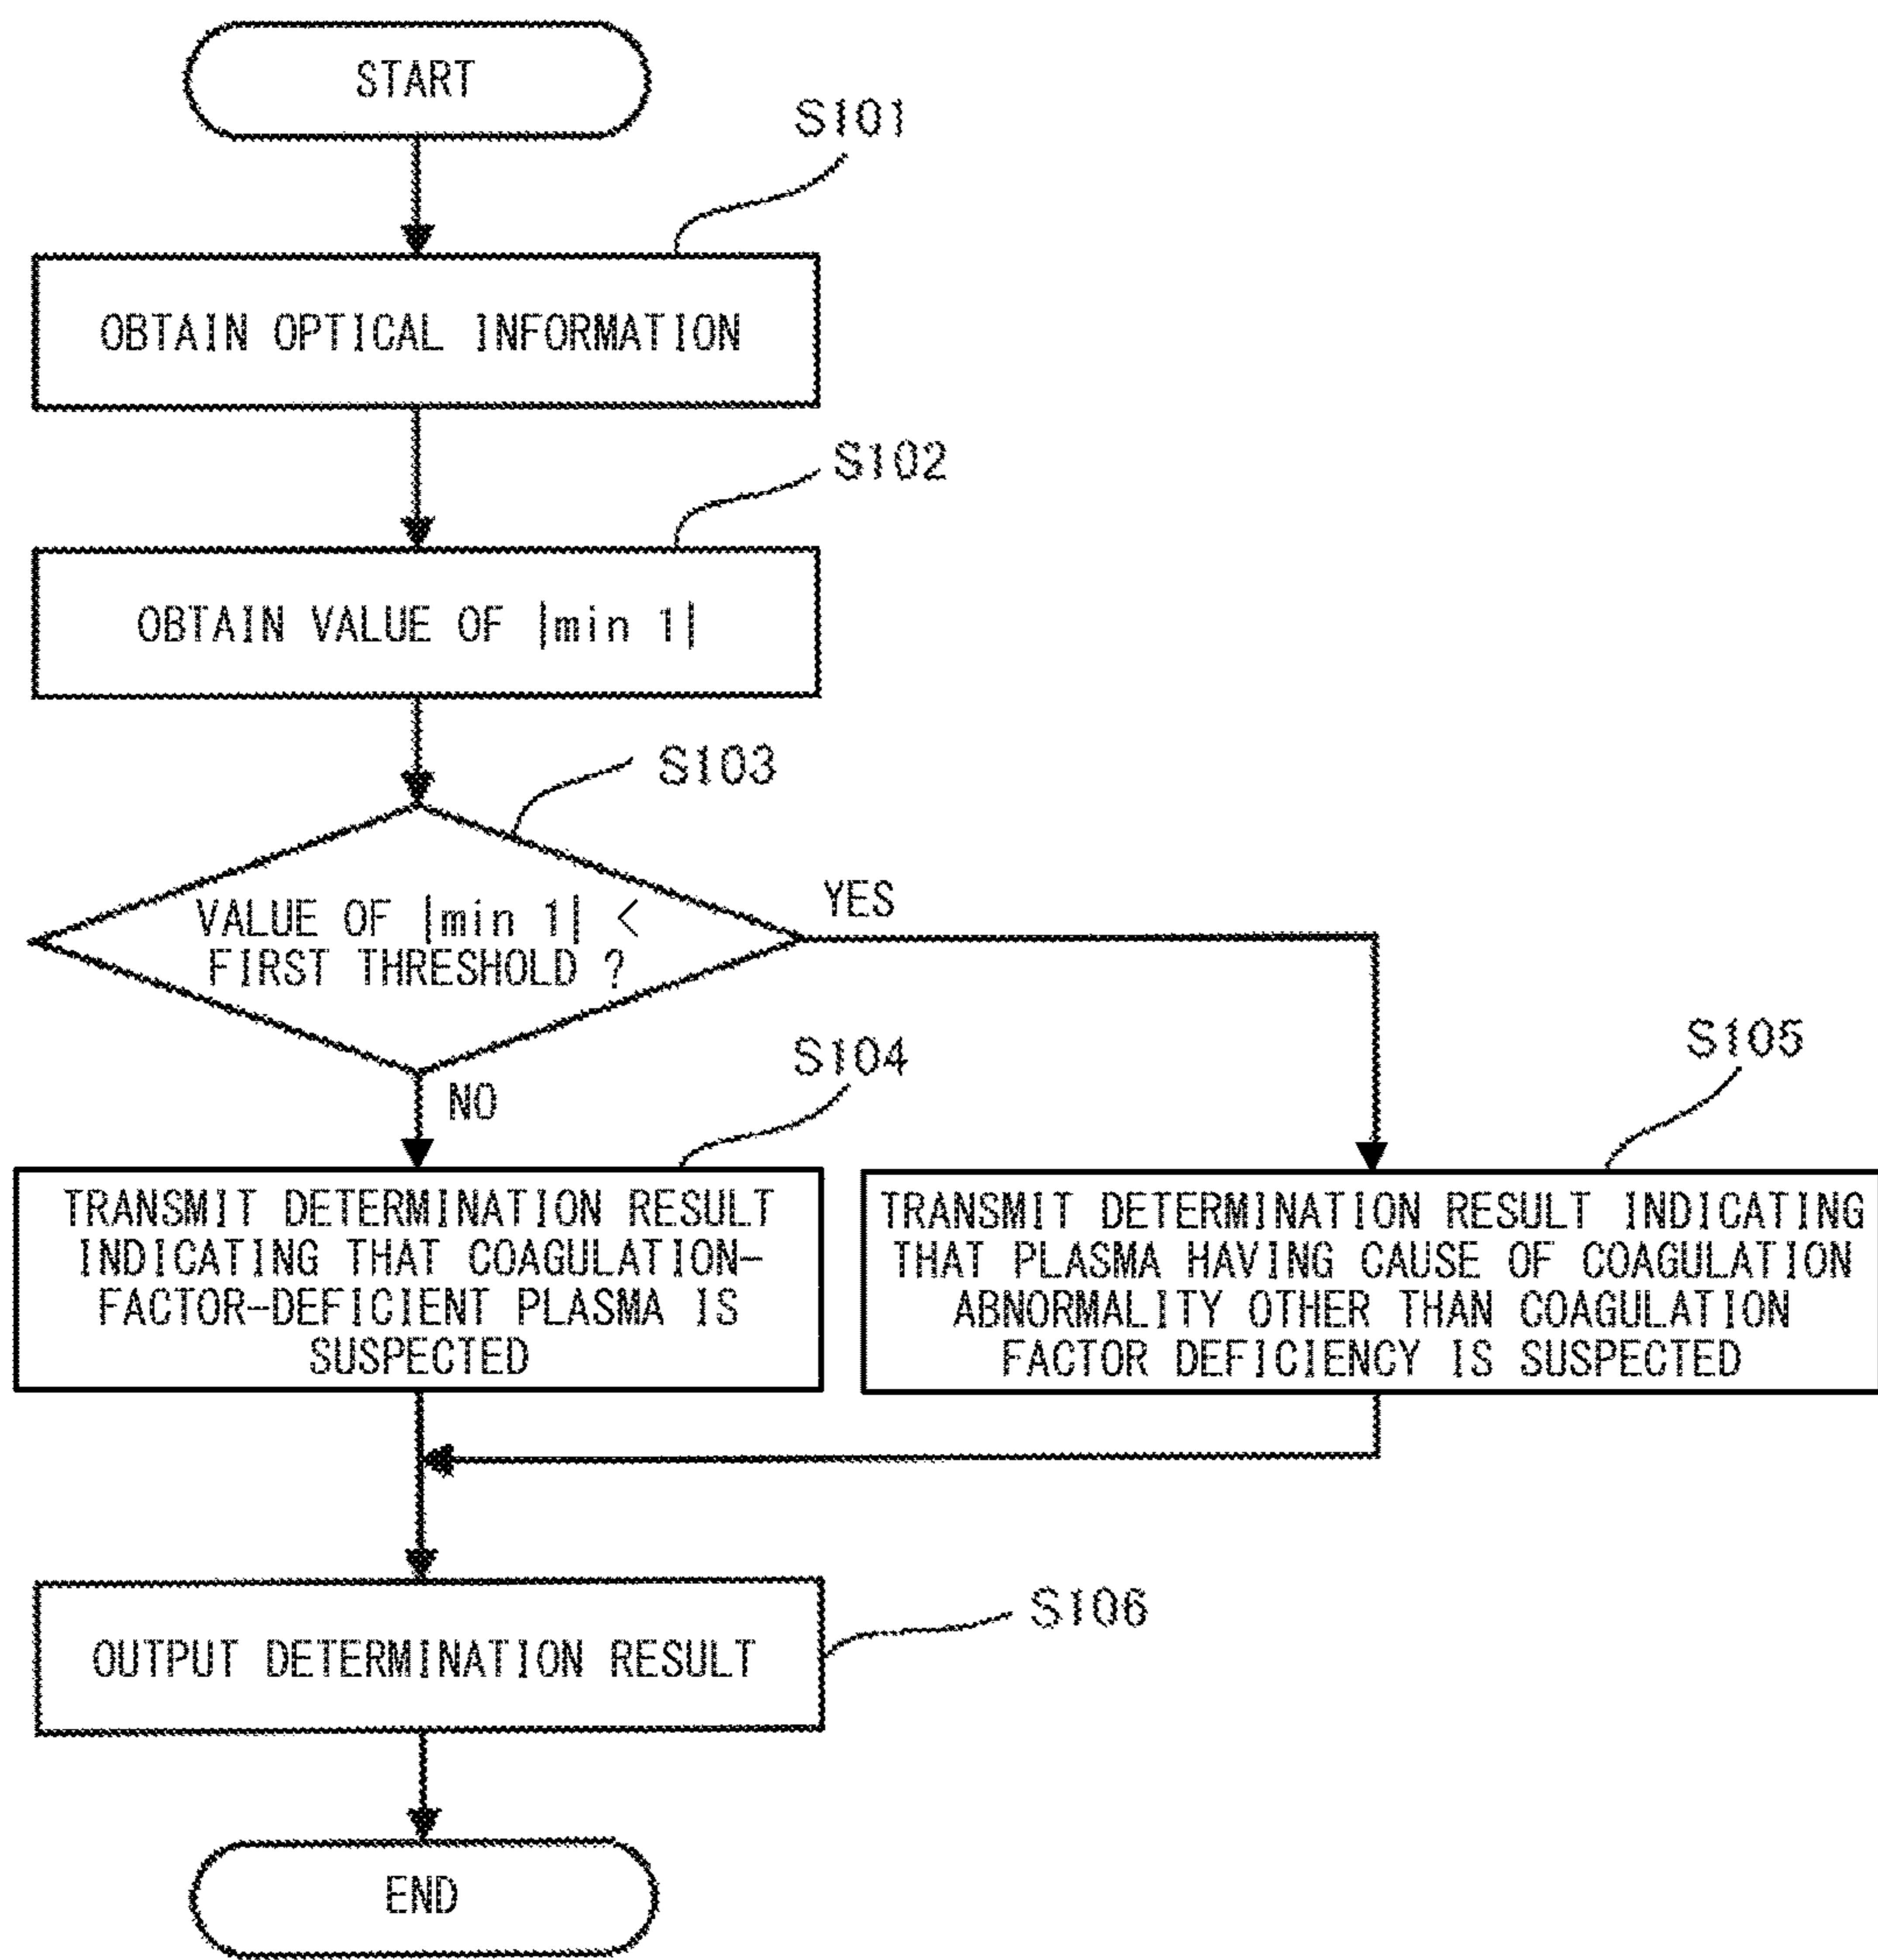 START
S101
OBTAIN OPTICAL INFORMATION
S102
OBTAIN VALUE OF |min 1|
S103
VALUE OF |min 1| <
FIRST THRESHOLD ?
YES
NO
S104
TRANSMIT DETERMINATION RESULT
INDICATING THAT COAGULATION-
FACTOR-DEFICIENT PLASMA IS
SUSPECTED
S105
TRANSMIT DETERMINATION RESULT INDICATING
THAT PLASMA HAVING CAUSE OF COAGULATION
ABNORMALITY OTHER THAN COAGULATION
FACTOR DEFICIENCY IS SUSPECTED
S106
OUTPUT DETERMINATION RESULT
END